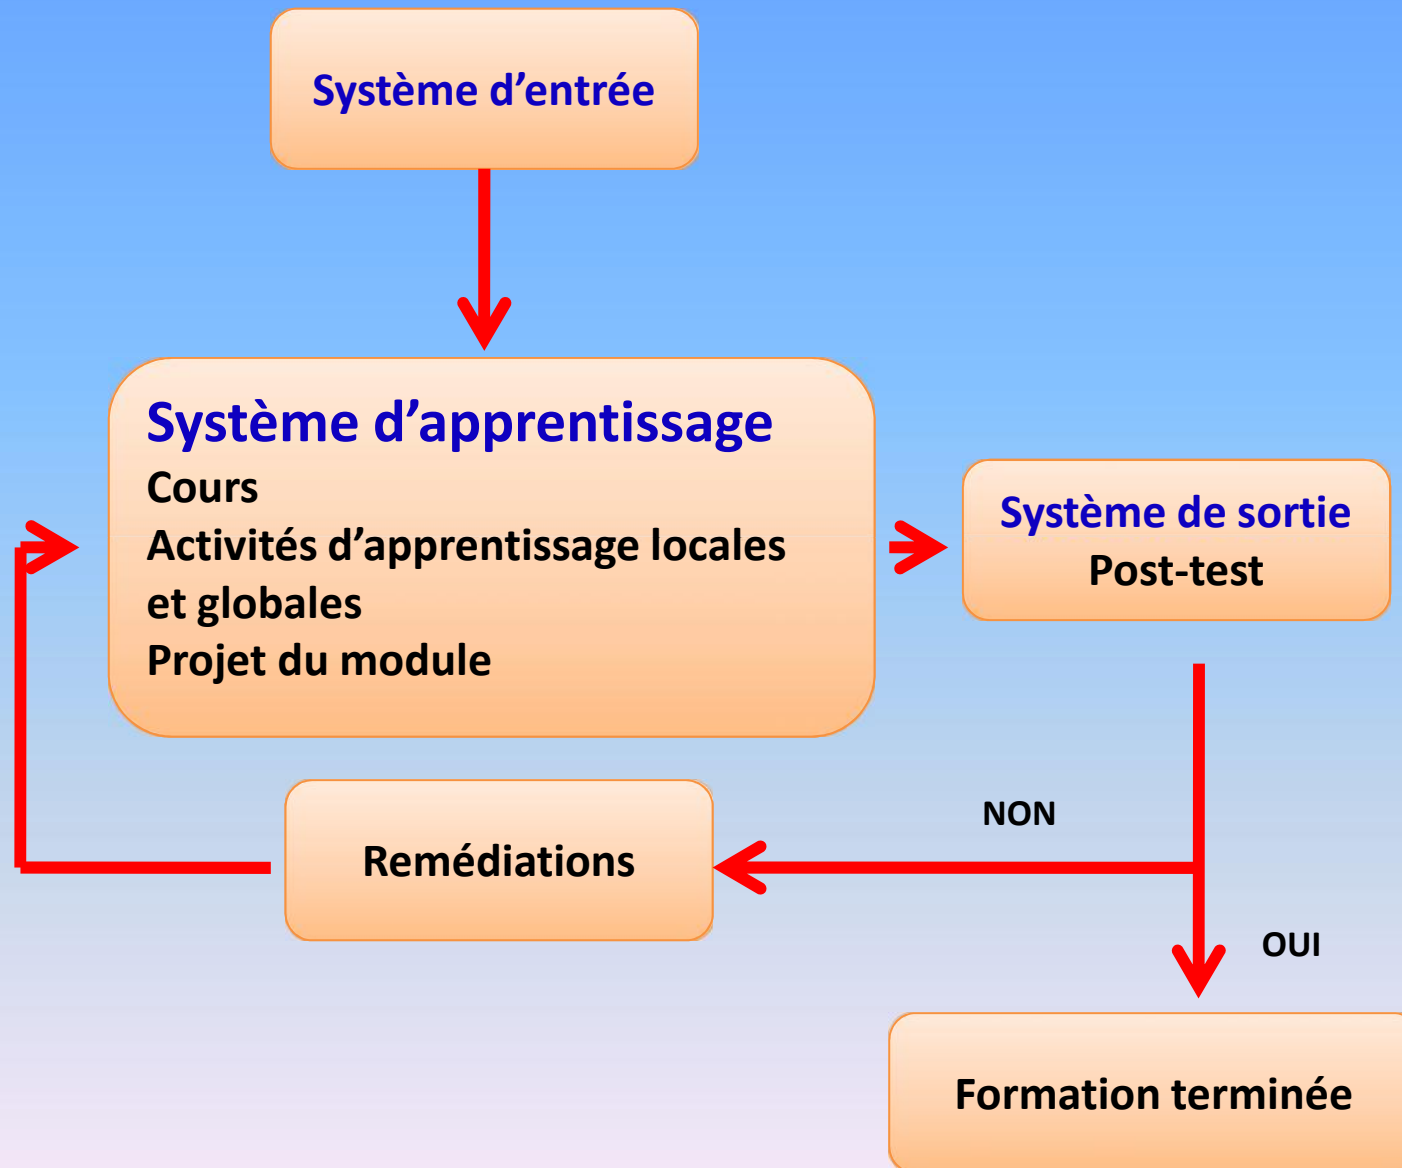 Système d’entrée
Système d’apprentissage
Cours
Activités d’apprentissage locales
et globales
Projet du module
Système de sortie
Post-test
NON
Remédiations
OUI
Formation terminée